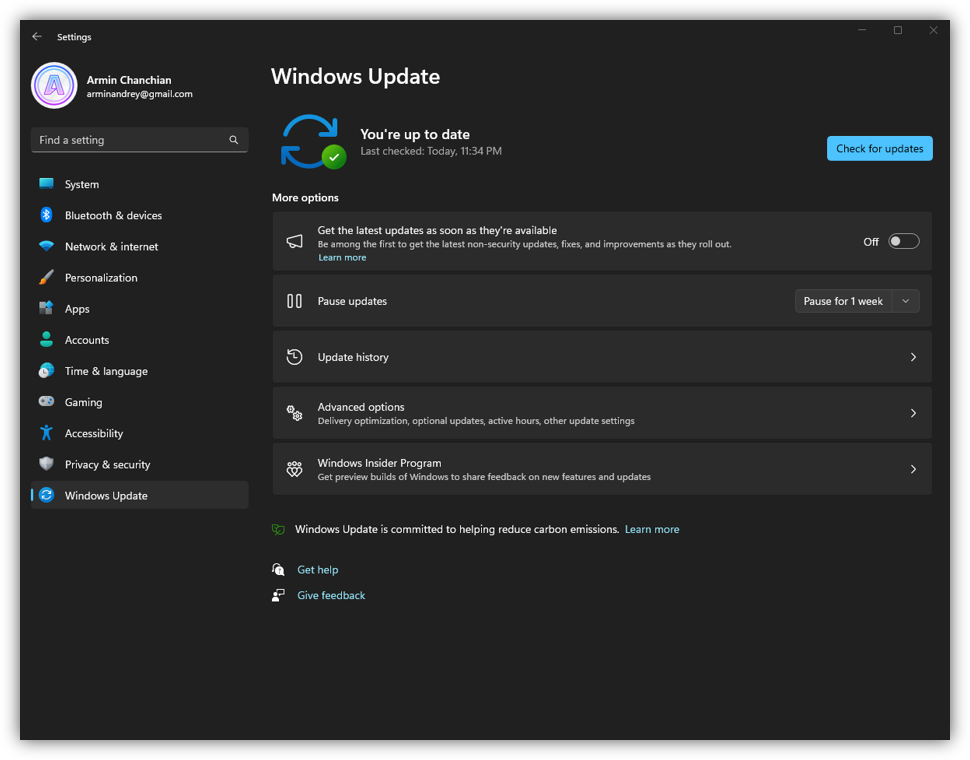 Settings
Armin Chanchian
arminandrey@gmail.com
Find a setting
System
Bluetooth & devices
Network & internet
Personalization
Apps
Accounts
Time & language
Gaming
Accessibility
Privacy & security
Windows Update
Windows Update
You're up to date
Last checked: Today, 11:34 PM
Check for updates
More options
Get the latest updates as soon as they're available
Be among the first to get the latest non-security updates, fixes, and improvements as they roll out.
Learn more
Off
Pause updates
Pause for 1 week
Update history
Advanced options
Delivery optimization, optional updates, active hours, other update settings
Windows Insider Program
Get preview builds of Windows to share feedback on new features and updates
Windows Update is committed to helping reduce carbon emissions. Learn more
Get help
Give feedback